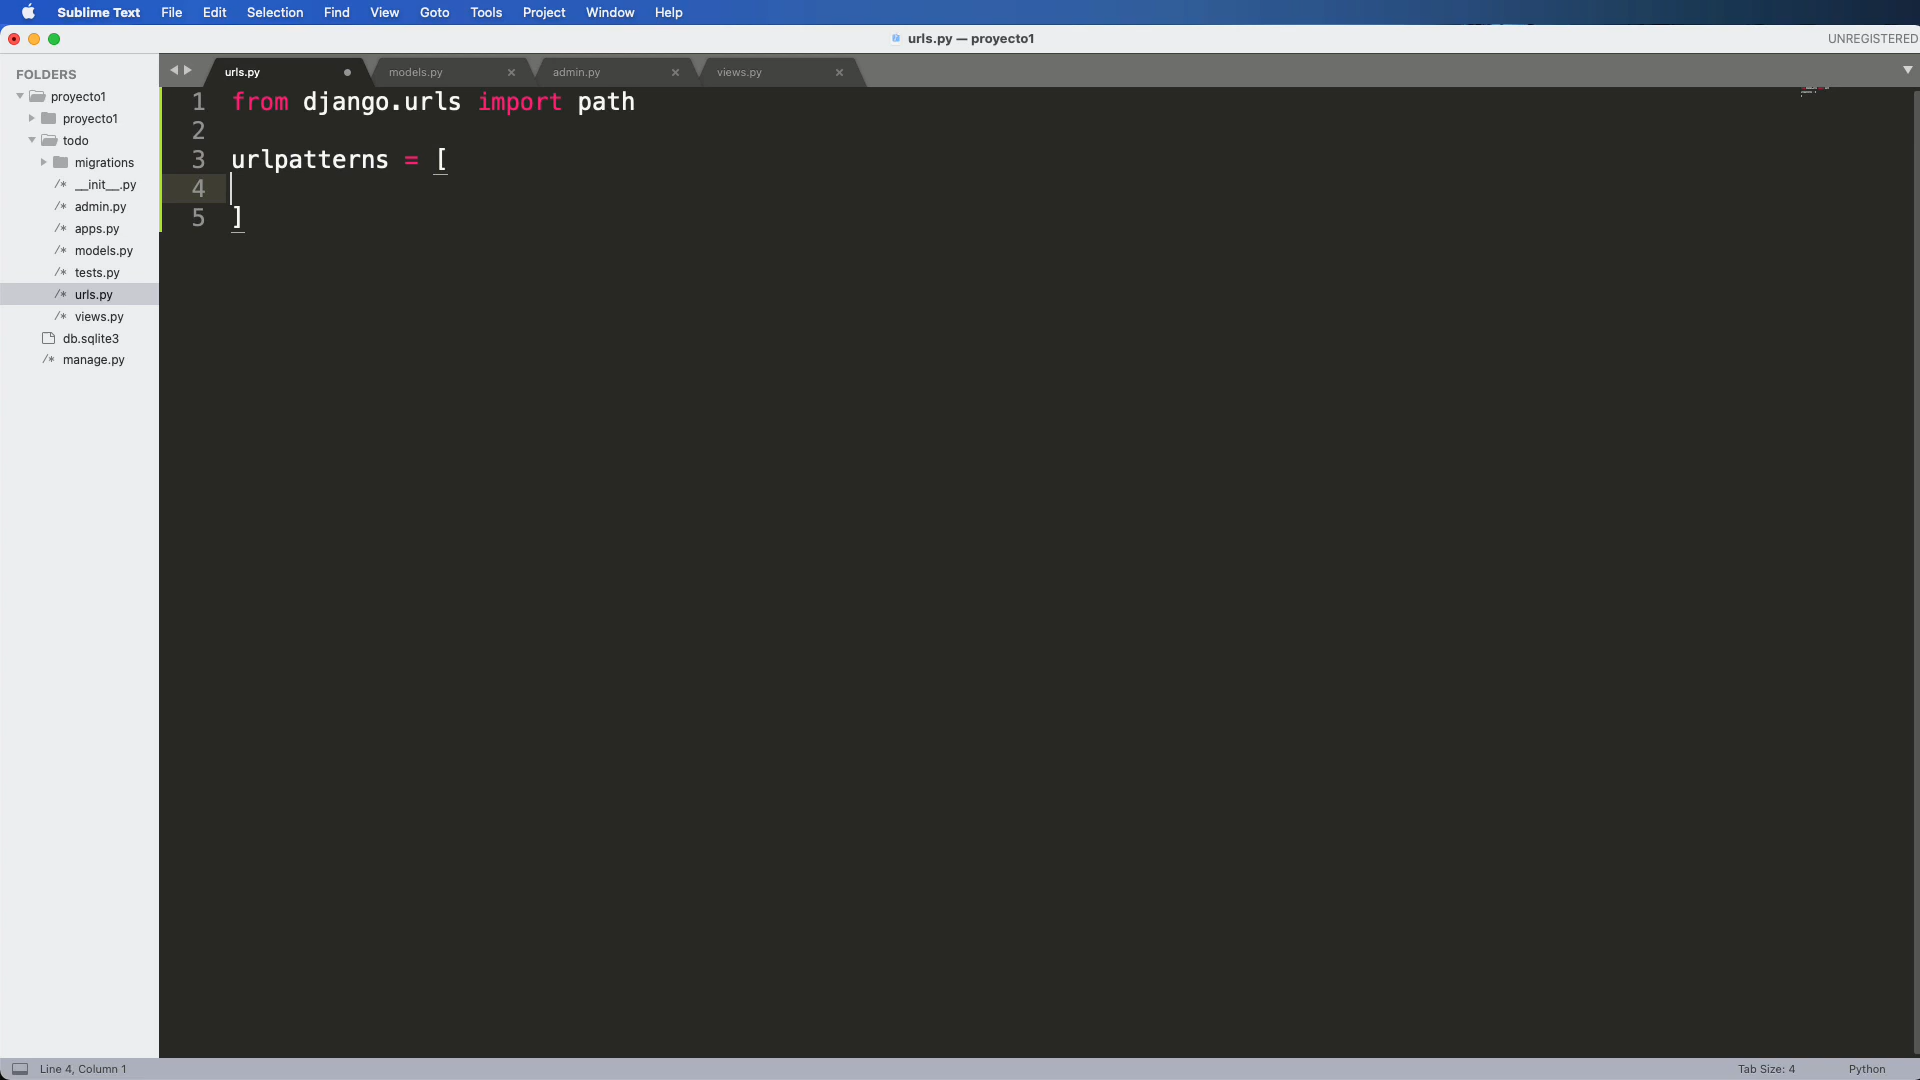 Sublime Text File Edit Selection Find View Goto Tools Project Window Help
urls.py — proyecto1
UNREGISTERED
FOLDERS
proyecto1
proyecto1
todo
migrations
/* __init__.py
/* admin.py
/* apps.py
/* models.py
/* tests.py
/* urls.py
/* views.py
db.sqlite3
/* manage.py
urls.py models.py admin.py views.py
1 from django.urls import path
2
3 urlpatterns = [
4
5 ]
Line 4, Column 1
Tab Size: 4 Python